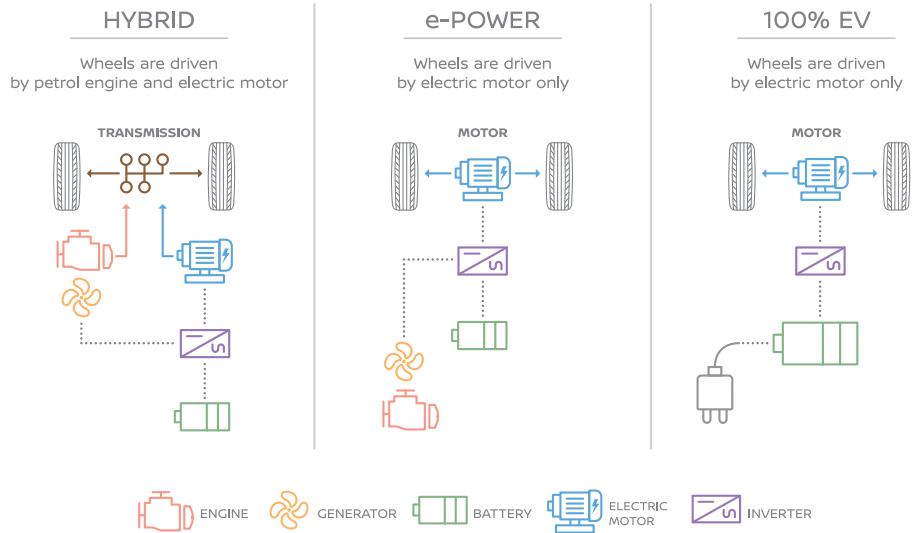 HYBRID
Wheels are driven
by petrol engine and electric motor
TRANSMISSION
e-POWER
Wheels are driven
by electric motor only
MOTOR
100% EV
Wheels are driven
by electric motor only
MOTOR
ENGINE
GENERATOR
BATTERY
ELECTRIC
MOTOR
INVERTER